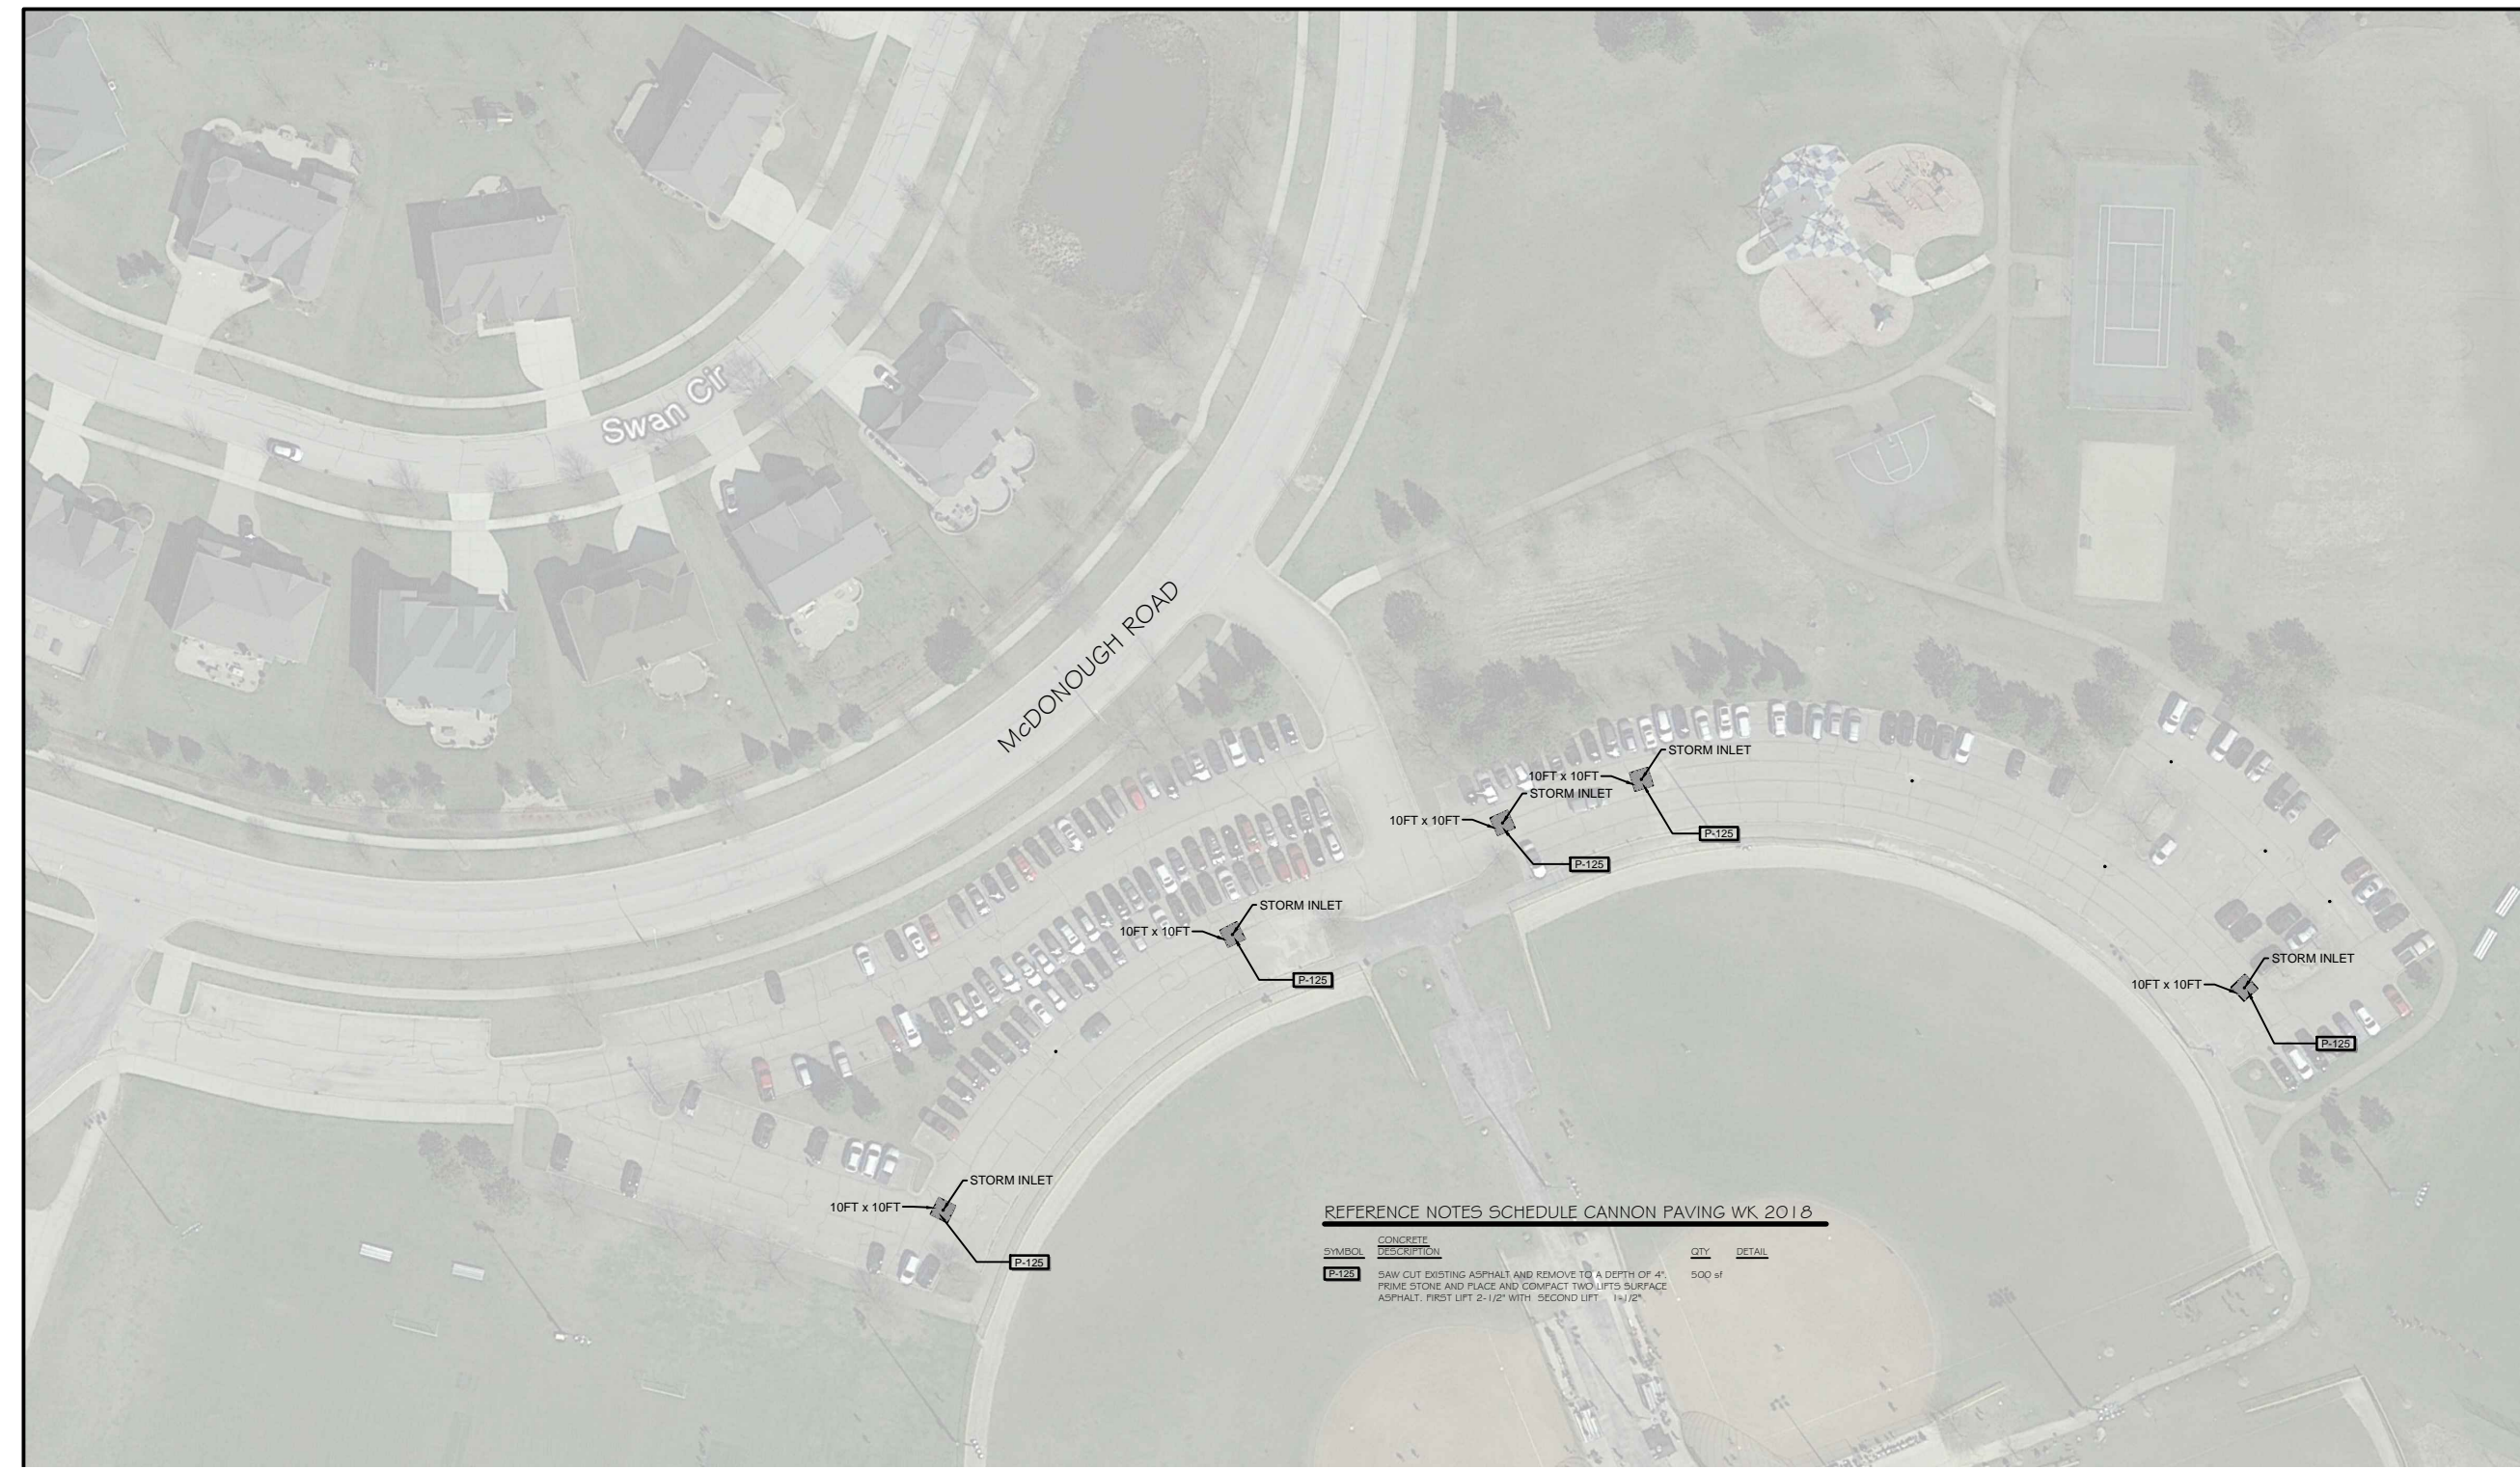 Swan Cir
McDONOUGH ROAD
STORM INLET
10FT x 10FT
P-125
STORM INLET
10FT x 10FT
P-125
STORM INLET
10FT x 10FT
P-125
STORM INLET
10FT x 10FT
P-125
STORM INLET
10FT x 10FT
P-125
REFERENCE NOTES SCHEDULE CANNON PAVING WK 2018
CONCRETE
SYMBOL DESCRIPTION QTY DETAIL
P-125 SAW CUT EXISTING ASPHALT AND REMOVE TO A DEPTH OF 4". 500 sf
PRIME STONE AND PLACE AND COMPACT TWO LIFTS SURFACE
ASPHALT. FIRST LIFT 2-1/2" WITH SECOND LIFT 1-1/2"